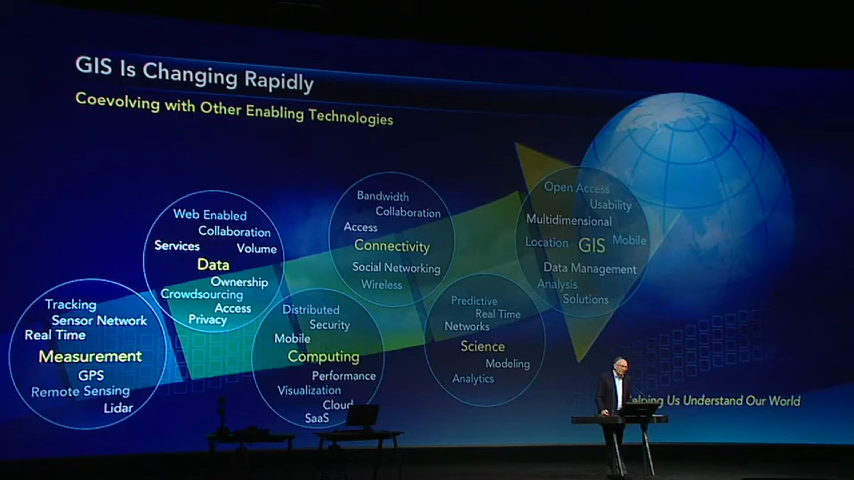 GIS Is Changing Rapidly
Coevolving with Other Enabling Technologies
Tracking
Sensor Network
Real Time
Measurement
GPS
Remote Sensing
Lidar
Web Enabled
Collaboration
Services Volume
Data
Ownership
Crowdsourcing
Access
Privacy
Distributed
Security
Mobile
Computing
Performance
Visualization
Cloud
SaaS
Bandwidth
Collaboration
Access
Connectivity
Social Networking
Wireless
Predictive
Real Time
Networks
Science
Modeling
Analytics
Open Access
Usability
Multidimensional
Location GIS Mobile
Data Management
Analysis
Solutions
Us Understand Our World